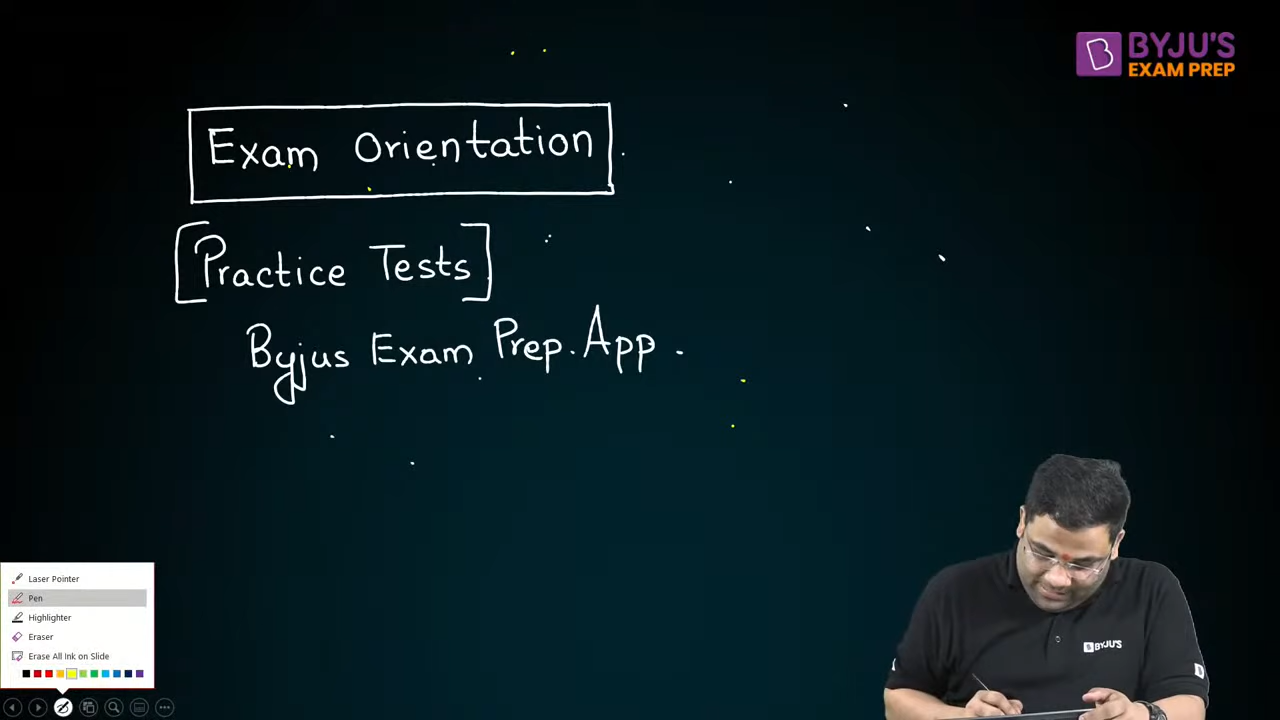 BYJU'S
EXAM PREP
Exam Orientation
[Practice Tests]
Byjus Exam Prep. App.
Laser Pointer
Pen
Highlighter
Eraser
Erase All Ink on Slide
BYJU'S